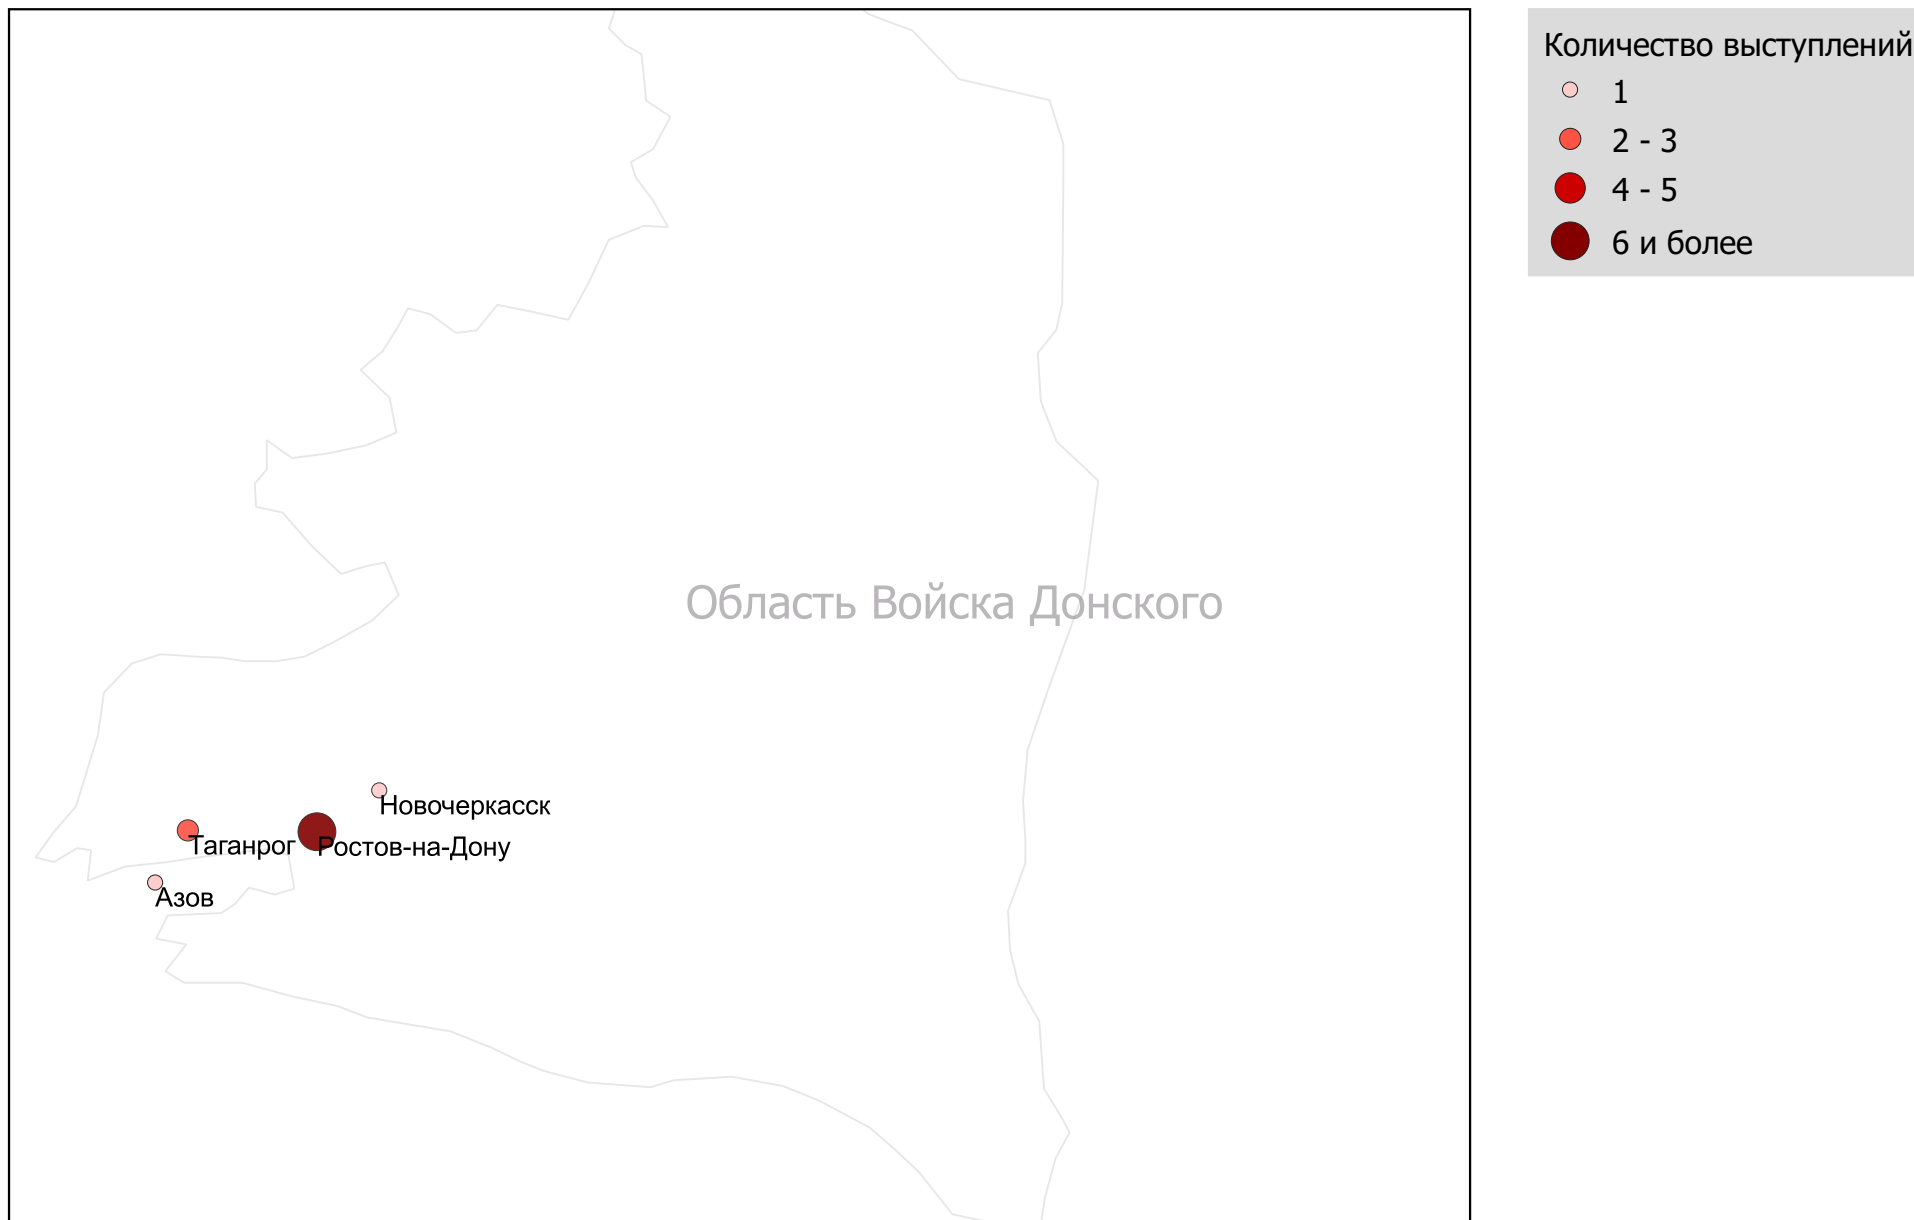 Количество выступлений
1
2 - 3
4 - 5
6 и более
Область Войска Донского
Новочеркасск
Таганрог
Ростов-на-Дону
Азов